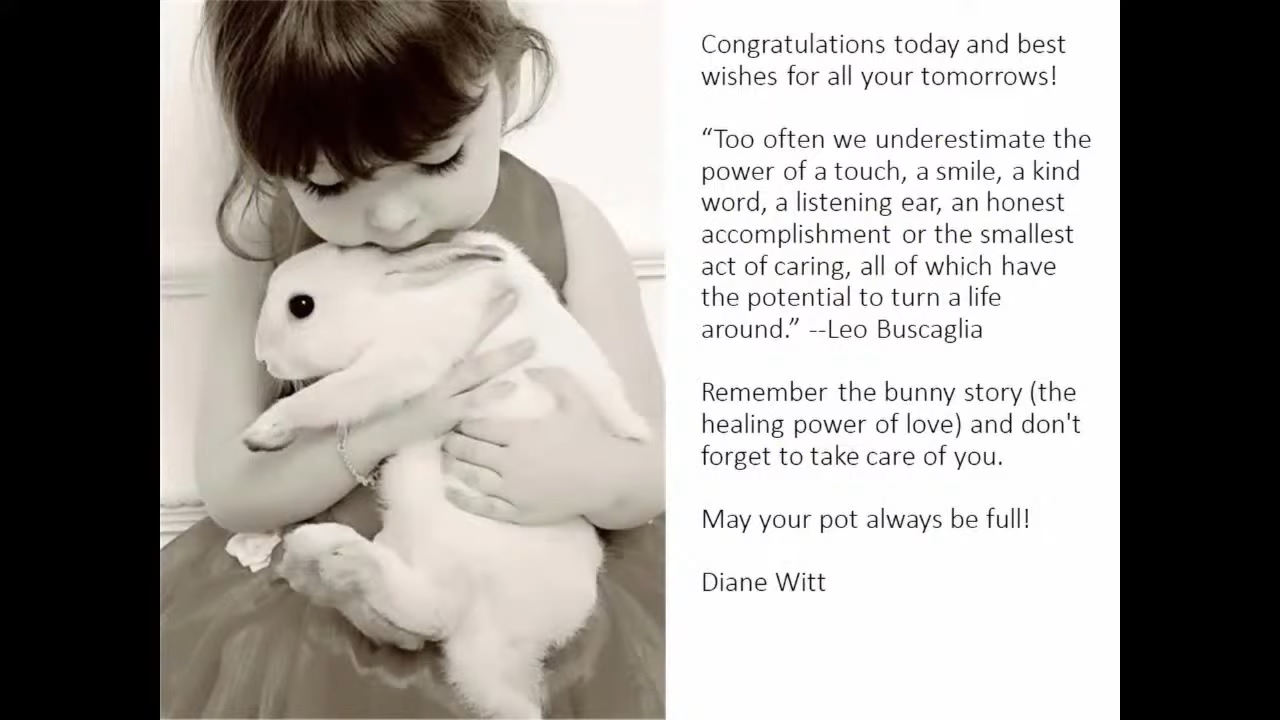 Congratulations today and best
wishes for all your tomorrows!
“Too often we underestimate the
power of a touch, a smile, a kind
word, a listening ear, an honest
accomplishment or the smallest
act of caring, all of which have
the potential to turn a life
around.” --Leo Buscaglia
Remember the bunny story (the
healing power of love) and don't
forget to take care of you.
May your pot always be full!
Diane Witt